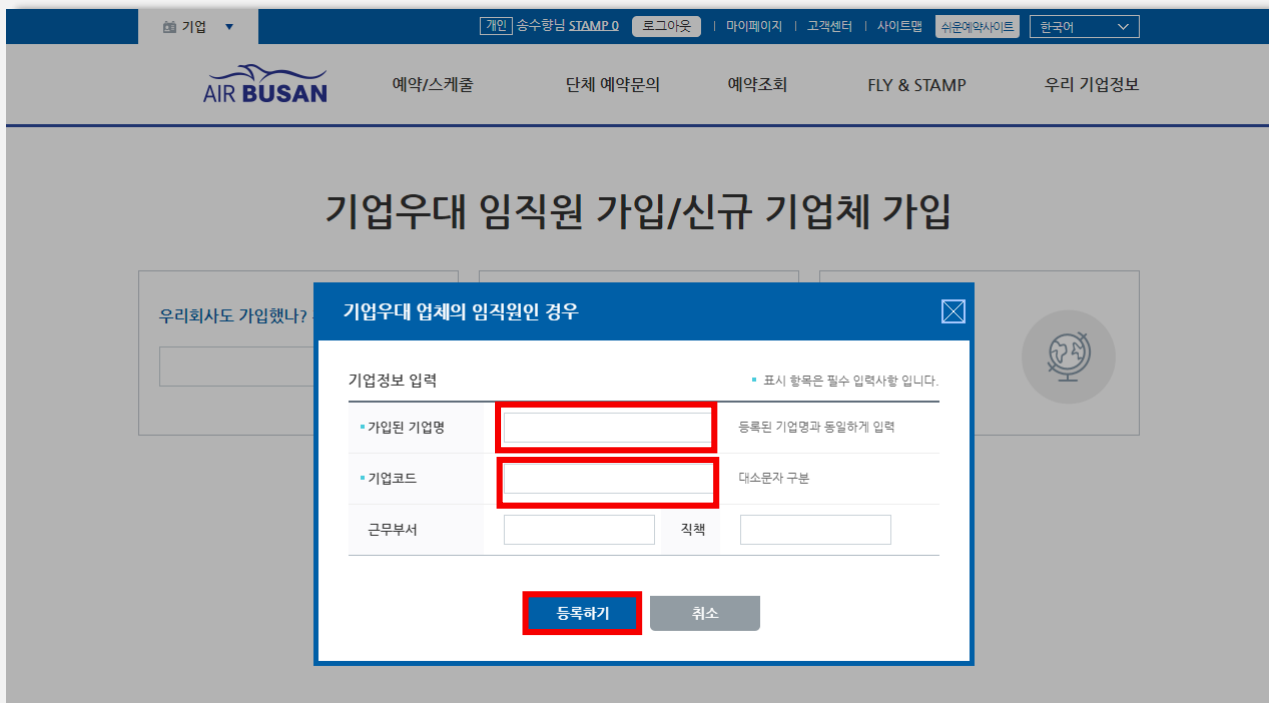 기업 ▼ 개인 송수향님 STAMP 0 로그아웃 | 마이페이지 | 고객센터 | 사이트맵 쉬운예약사이트 한국어
AIR BUSAN 예약/스케줄 단체 예약문의 예약조회 FLY & STAMP 우리 기업정보
기업우대 임직원 가입/신규 기업체 가입
우리회사도 가입했나?
기업우대 업체의 임직원인 경우
기업정보 입력 ▪ 표시 항목은 필수 입력사항 입니다.
▪가입된 기업명 등록된 기업명과 동일하게 입력
▪기업코드 대소문자 구분
근무부서 직책
등록하기 취소